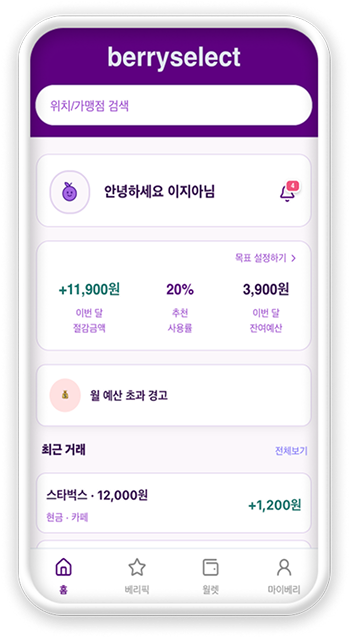 berryselect
위치/가맹점 검색
안녕하세요 이지아님
4
목표 설정하기 >
+11,900원 20% 3,900원
이번 달 추천 이번 달
절감금액 사용률 잔여예산
월 예산 초과 경고
최근 거래 전체보기
스타벅스 · 12,000원
+1,200원
현금 · 카페
홈 베리픽 월렛 마이베리